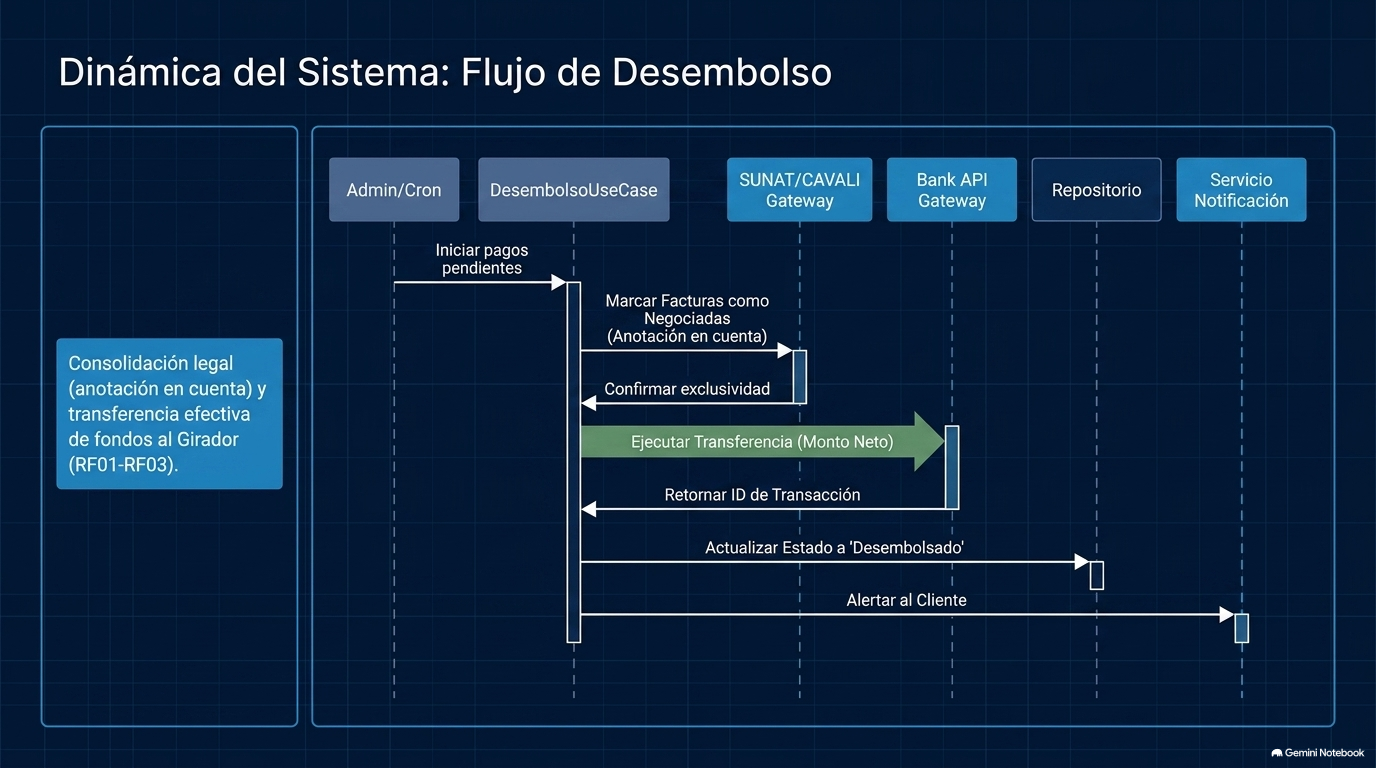 Dinámica del Sistema: Flujo de Desembolso
Consolidación legal
(anotación en cuenta) y
transferencia efectiva
de fondos al Girador
(RF01-RF03).
Admin/Cron
DesembolsoUseCase
SUNAT/CAVALI
Gateway
Bank API
Gateway
Repositorio
Servicio
Notificación
Iniciar pagos
pendientes
Marcar Facturas como
Negociadas
(Anotación en cuenta)
Confirmar exclusividad
Ejecutar Transferencia (Monto Neto)
Retornar ID de Transacción
Actualizar Estado a 'Desembolsado'
Alertar al Cliente
Gemini Notebook